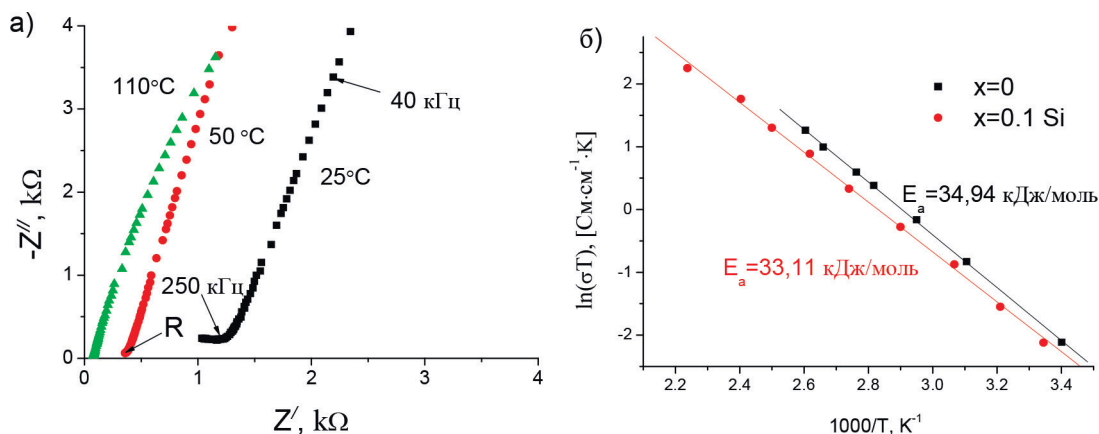 а)
4
3
2
1
0
0
1
2
3
4
-Z//, kΩ
Z/, kΩ
110°C
50 °C
25°C
40 кГц
250 кГц
R
б)
2
1
0
-1
-2
2.2
2.4
2.6
2.8
3.0
3.2
3.4
ln(σT), [См·см-1·К]
1000/T, K-1
x=0
x=0.1 Si
Ea=34,94 кДж/моль
Ea=33,11 кДж/моль